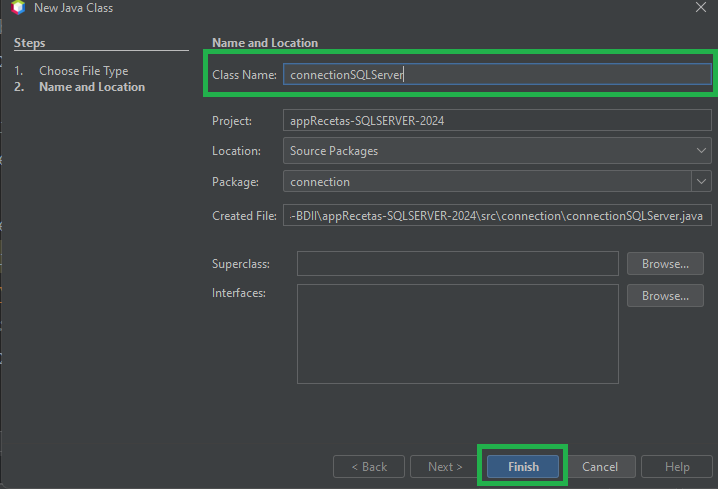 New Java Class
Steps
1. Choose File Type
2. Name and Location
Name and Location
Class Name: connectionSQLServer
Project: appRecetas-SQLSERVER-2024
Location: Source Packages
Package: connection
Created File: -BDII\appRecetas-SQLSERVER-2024\src\connection\connectionSQLServer.java
Superclass: Browse...
Interfaces: Browse...
< Back Next > Finish Cancel Help